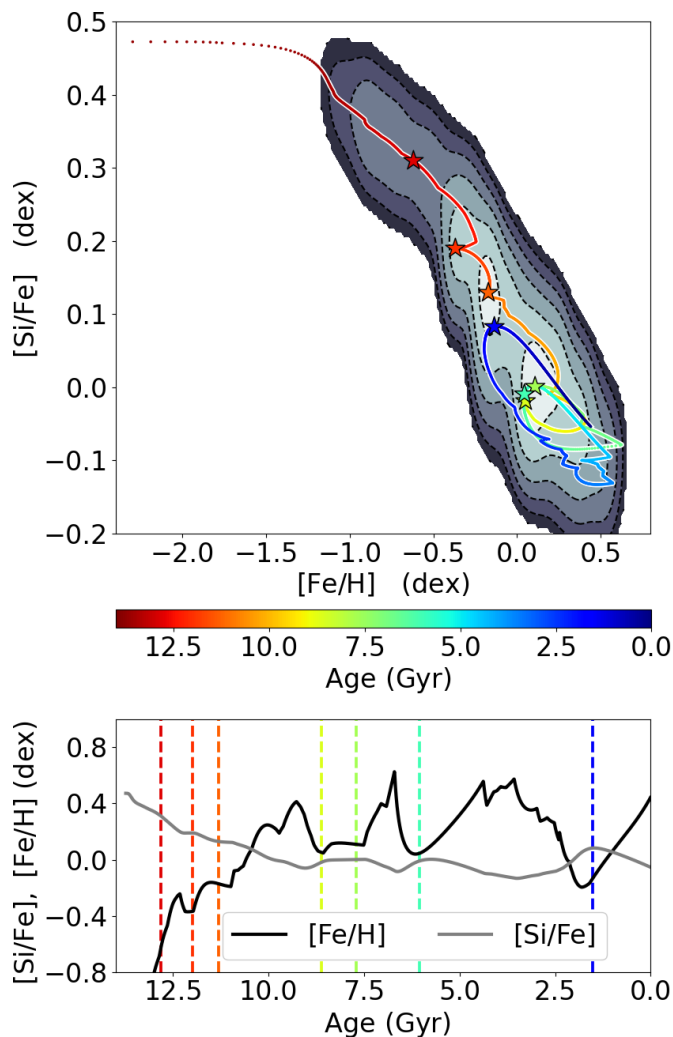 0.5
0.4
0.3
0.2
0.1
0.0
−0.1
−0.2
[Si/Fe] (dex)
−2.0 −1.5 −1.0 −0.5 0.0 0.5
[Fe/H] (dex)
12.5 10.0 7.5 5.0 2.5 0.0
Age (Gyr)
0.8
0.4
0.0
−0.4
−0.8
[Si/Fe], [Fe/H] (dex)
[Fe/H] [Si/Fe]
12.5 10.0 7.5 5.0 2.5 0.0
Age (Gyr)